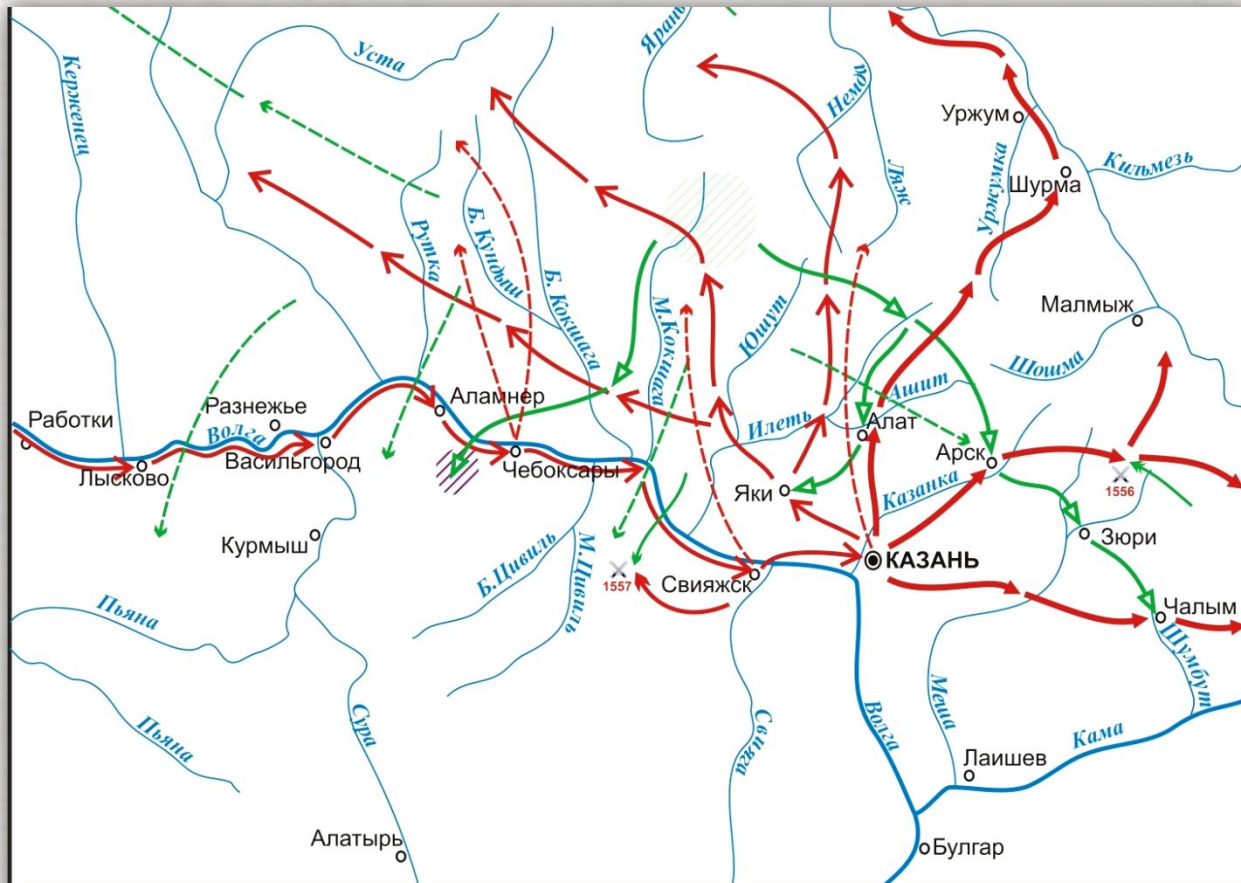 Уста
Ярань
Немда
Керженец
Уржум
Ляж
Уржумка
Кильмезь
Шурма
Рутка
Б. Кундыш
Б. Кокшага
М.Кокшага
Юшут
Малмыж
Шошма
Ашит
Илеть
Аламнер
Разнежье
Работки
Волга
Васильгород
Лысково
Чебоксары
Алат
Арск
Яки
Казанка
1556
Курмыш
Зюри
Б.Цивиль
М.Цивиль
1557
Свияжск
КАЗАНЬ
Чалым
Пьяна
Шумбут
Меша
Пьяна
Сура
Свияга
Волга
Кама
Лаишев
Алатырь
Булгар